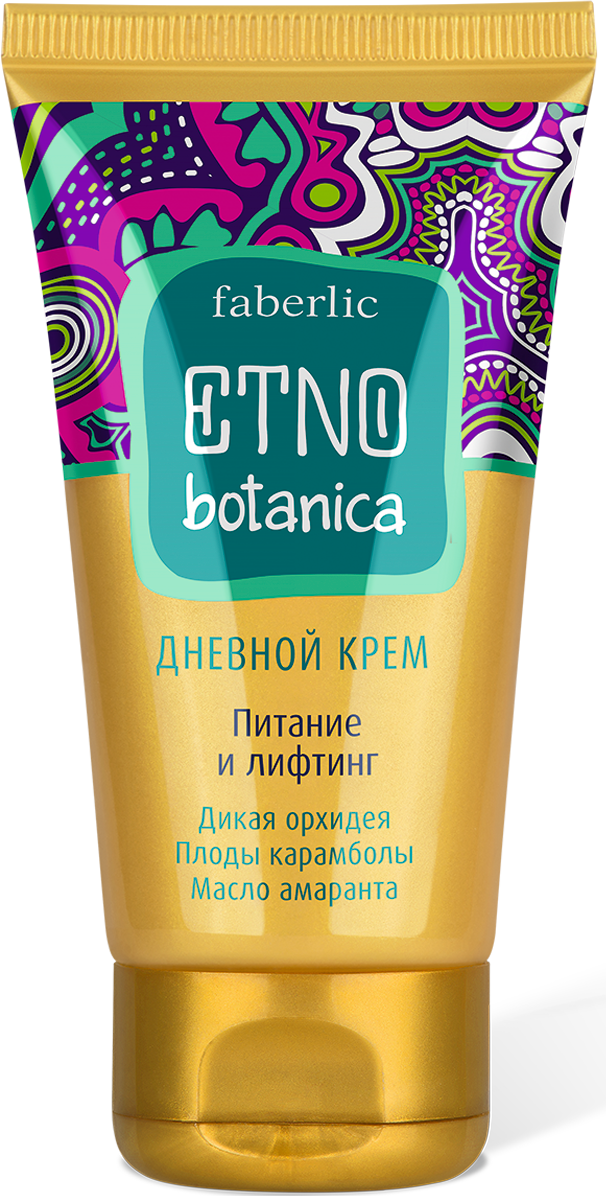 faberlic
ETNO
botanica
ДНЕВНОЙ КРЕМ
Питание
и лифтинг
Дикая орхидея
Плоды карамболы
Масло амаранта